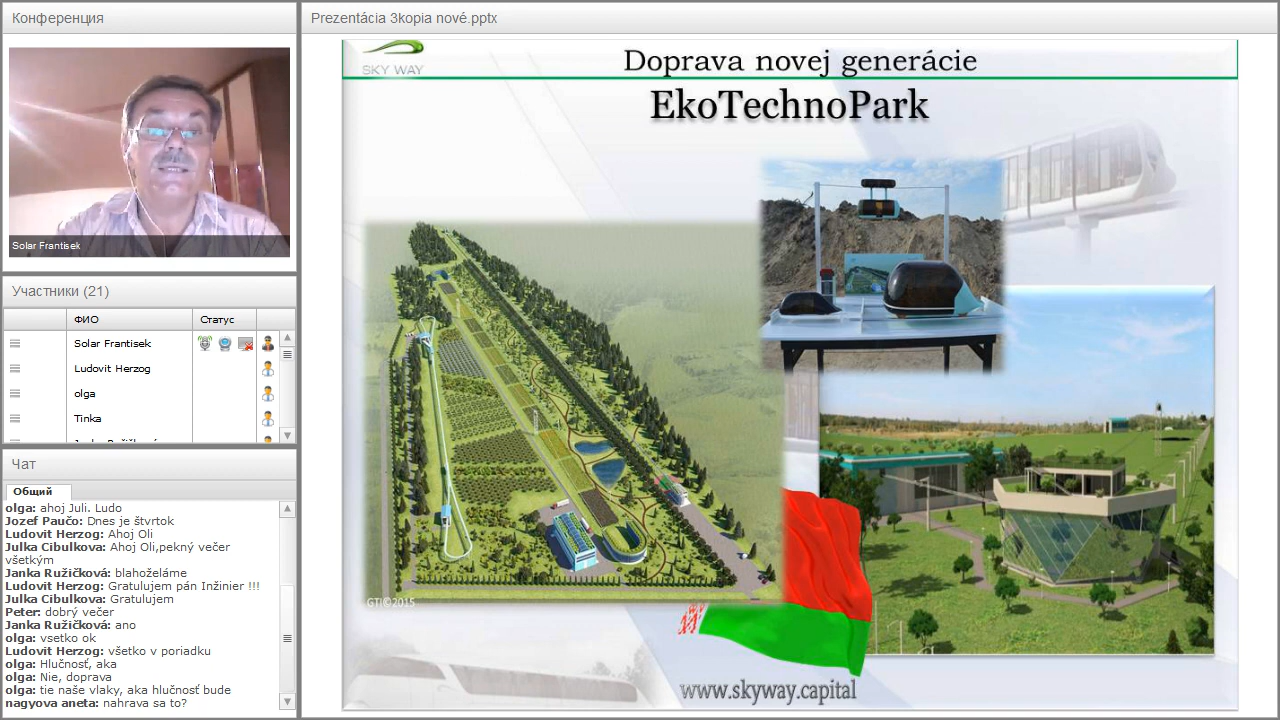 Конференция
Solar Frantisek
Участники (21)
ФИО
Статус
Solar Frantisek
Ludovit Herzog
olga
Tinka
Чат
Общий
olga: ahoj Juli. Ludo
Jozef Paučo: Dnes je štvrtok
Ludovit Herzog: Ahoj Oli
Julka Cibulkova: Ahoj Oli,pekný večer
všetkým
Janka Ružičková: blahoželáme
Ludovit Herzog: Gratulujem pán Inžinier !!!
Julka Cibulkova: Gratulujem
Peter: dobrý večer
Janka Ružičková: ano
olga: vsetko ok
Ludovit Herzog: všetko v poriadku
olga: Hlučnosť, aka
olga: Nie, doprava
olga: tie naše vlaky, aka hlučnosť bude
nagyova aneta: nahrava sa to?
Prezentácia 3kopia nové.pptx
SKY WAY
Doprava novej generácie
EkoTechnoPark
GTI©2015
www.skyway.capital